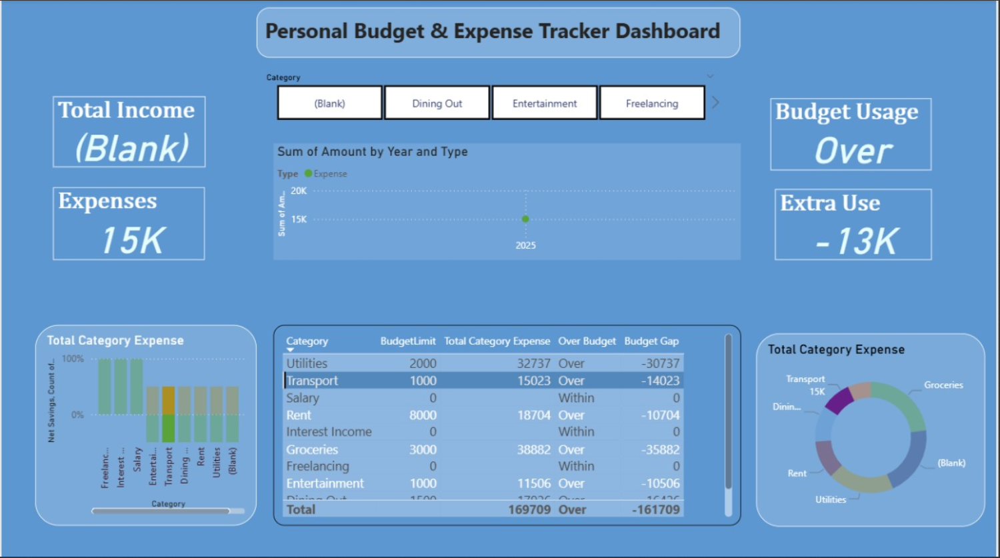 Personal Budget & Expense Tracker Dashboard
Category
(Blank)
Dining Out
Entertainment
Freelancing
Total Income
(Blank)
Expenses
15K
Budget Usage
Over
Extra Use
-13K
Sum of Amount by Year and Type
Type Expense
Sum of Am...
20K
15K
2025
Total Category Expense
Net Savings, Count of...
100%
0%
Freelanc...
Interest ...
Salary
Entertai...
Transport
Dining ...
Rent
Utilities
(Blank)
Category
Category BudgetLimit Total Category Expense Over Budget Budget Gap
Utilities 2000 32737 Over -30737
Transport 1000 15023 Over -14023
Salary 0 Within 0
Rent 8000 18704 Over -10704
Interest Income 0 Within 0
Groceries 3000 38882 Over -35882
Freelancing 0 Within 0
Entertainment 1000 11506 Over -10506
Dining Out 1500 Over
Total 169709 Over -161709
Total Category Expense
Transport
15K
Groceries
Dinin...
(Blank)
Rent
Utilities